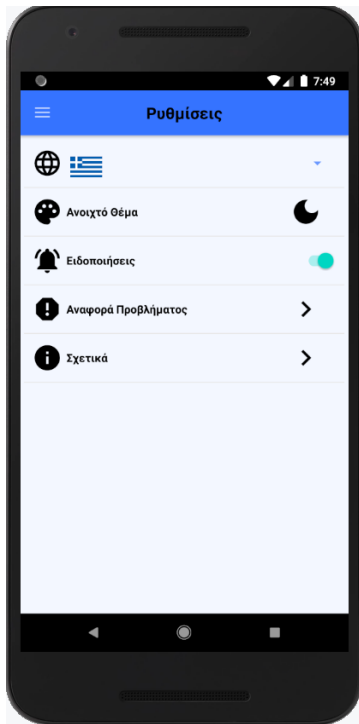 7:49
Ρυθμίσεις
Ανοιχτό Θέμα
Ειδοποιήσεις
Αναφορά Προβλήματος
Σχετικά